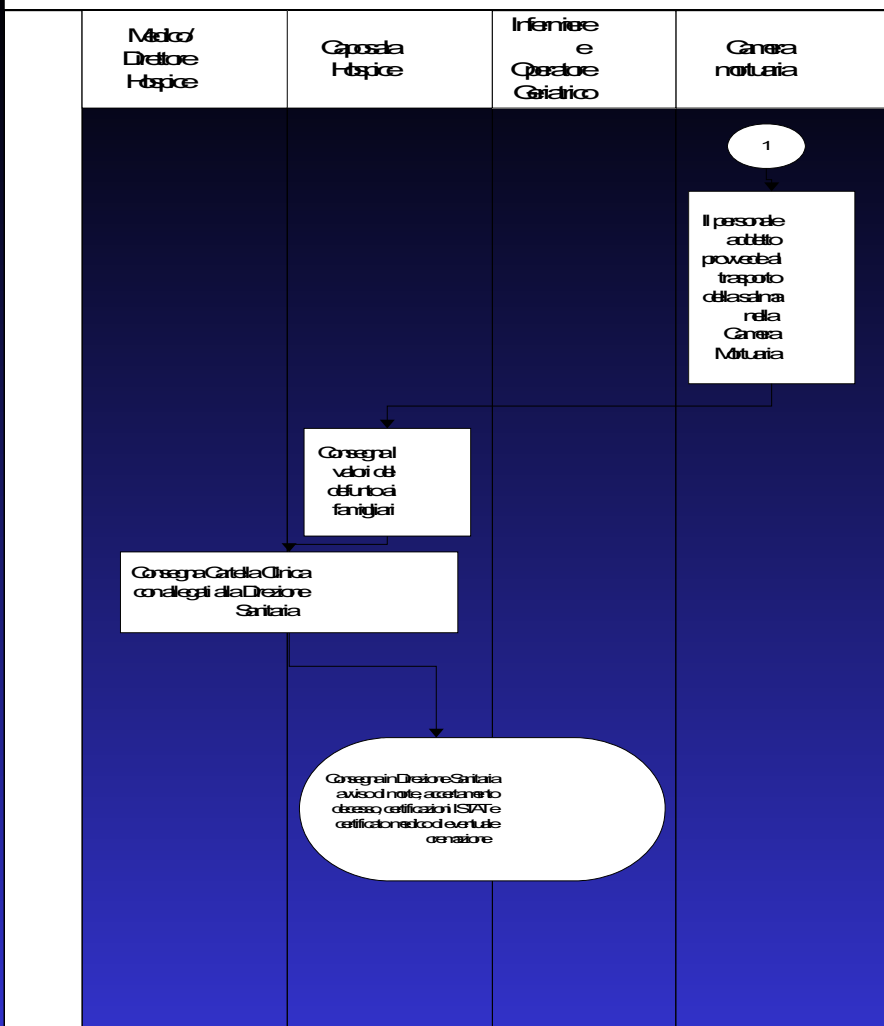 Medico/
Direttore
Hospice
Caposala
Hospice
Infermiere
e
Operatore
Geriatrico
Camera
mortuaria
1
Il personale
addetto
provvede al
trasporto
della salma
nella
Camera
Mortuaria
Consegna I
valori del
defunto ai
famigliari
Consegna Cartella Clinica
con allegati alla Direzione
Sanitaria
Consegna in Direzione Sanitaria
avviso di morte, accertamento
decesso, certificazioni ISTAT e
certificato medico di eventuale
cremazione